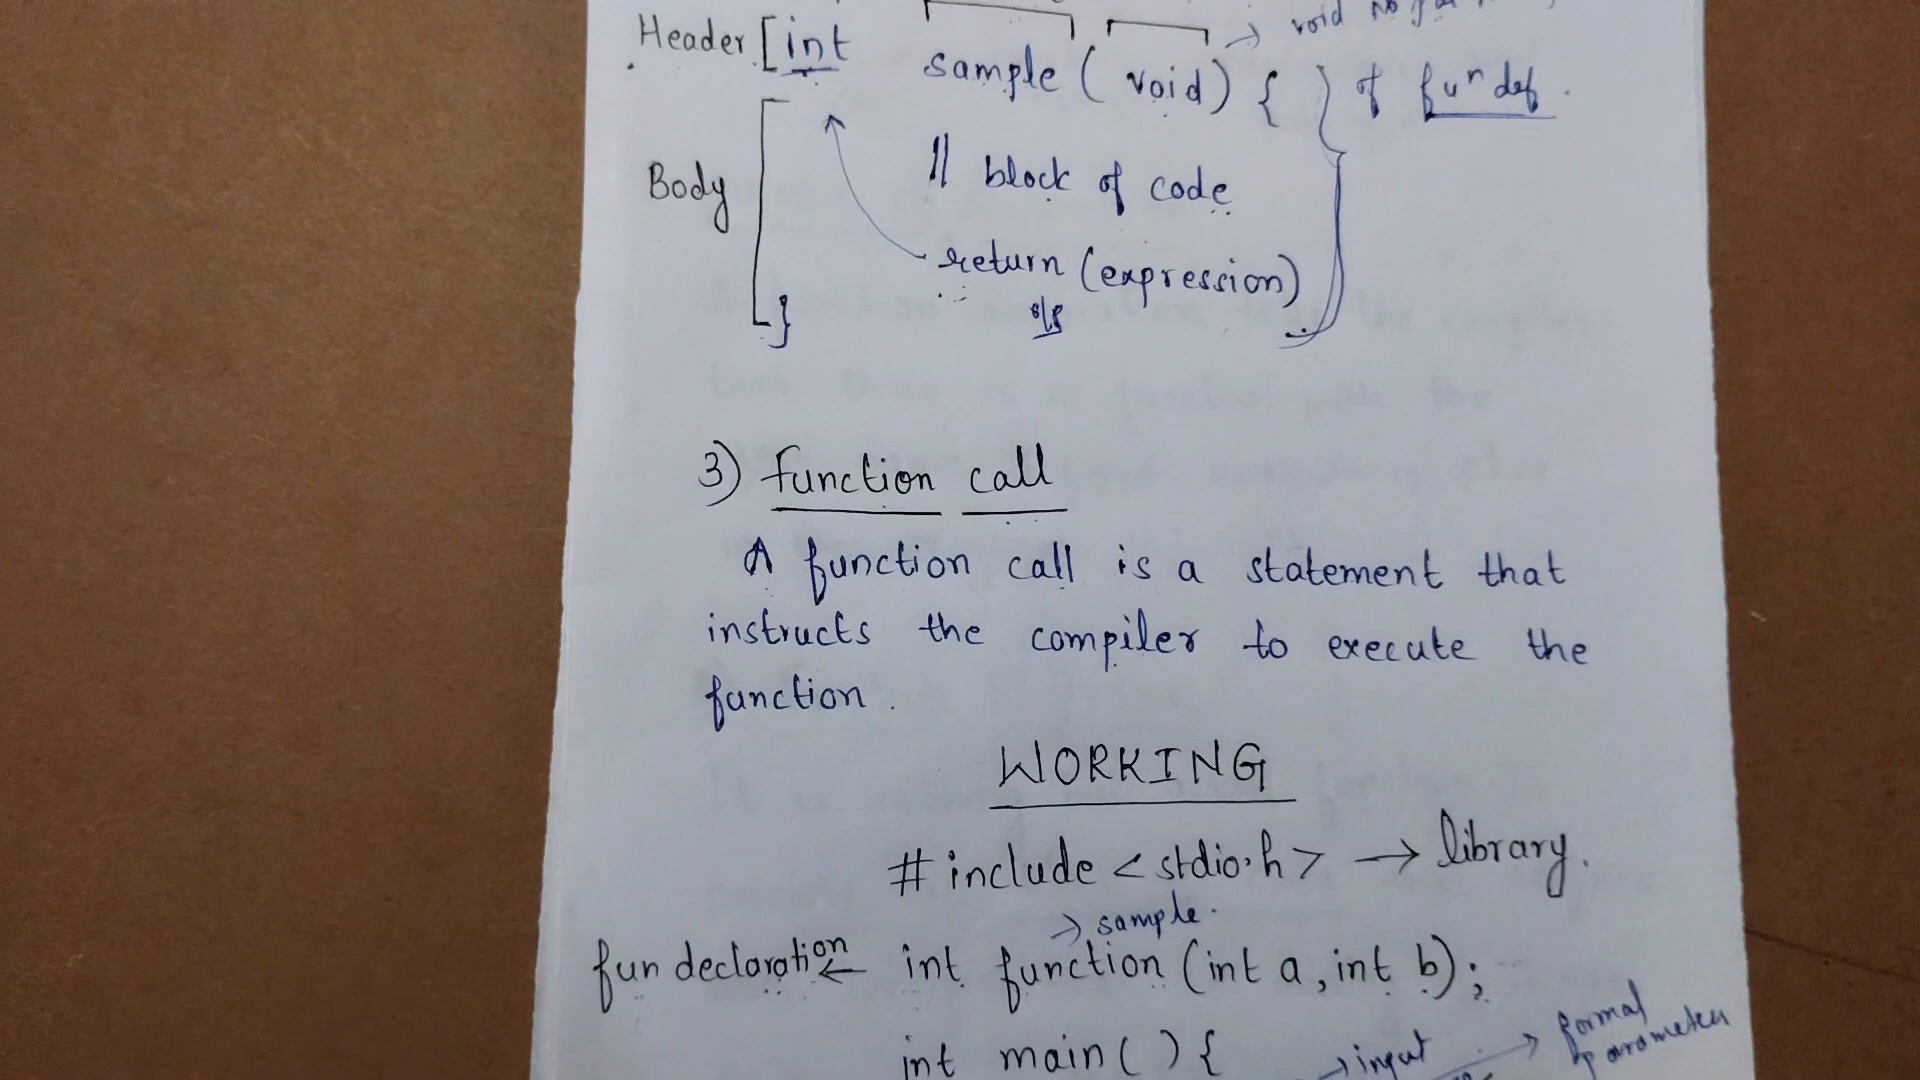 Header [int sample ( void ) { } of fun def.
→ void no
Body
// block of code
return (expression)
o/p
}
3) function call
A function call is a statement that
instructs the compiler to execute the
function.
WORKING
# include < stdio.h > → library.
→ sample.
fun declaration ← int function (int a, int b);
int main ( ) {
→ input → formal
parameters